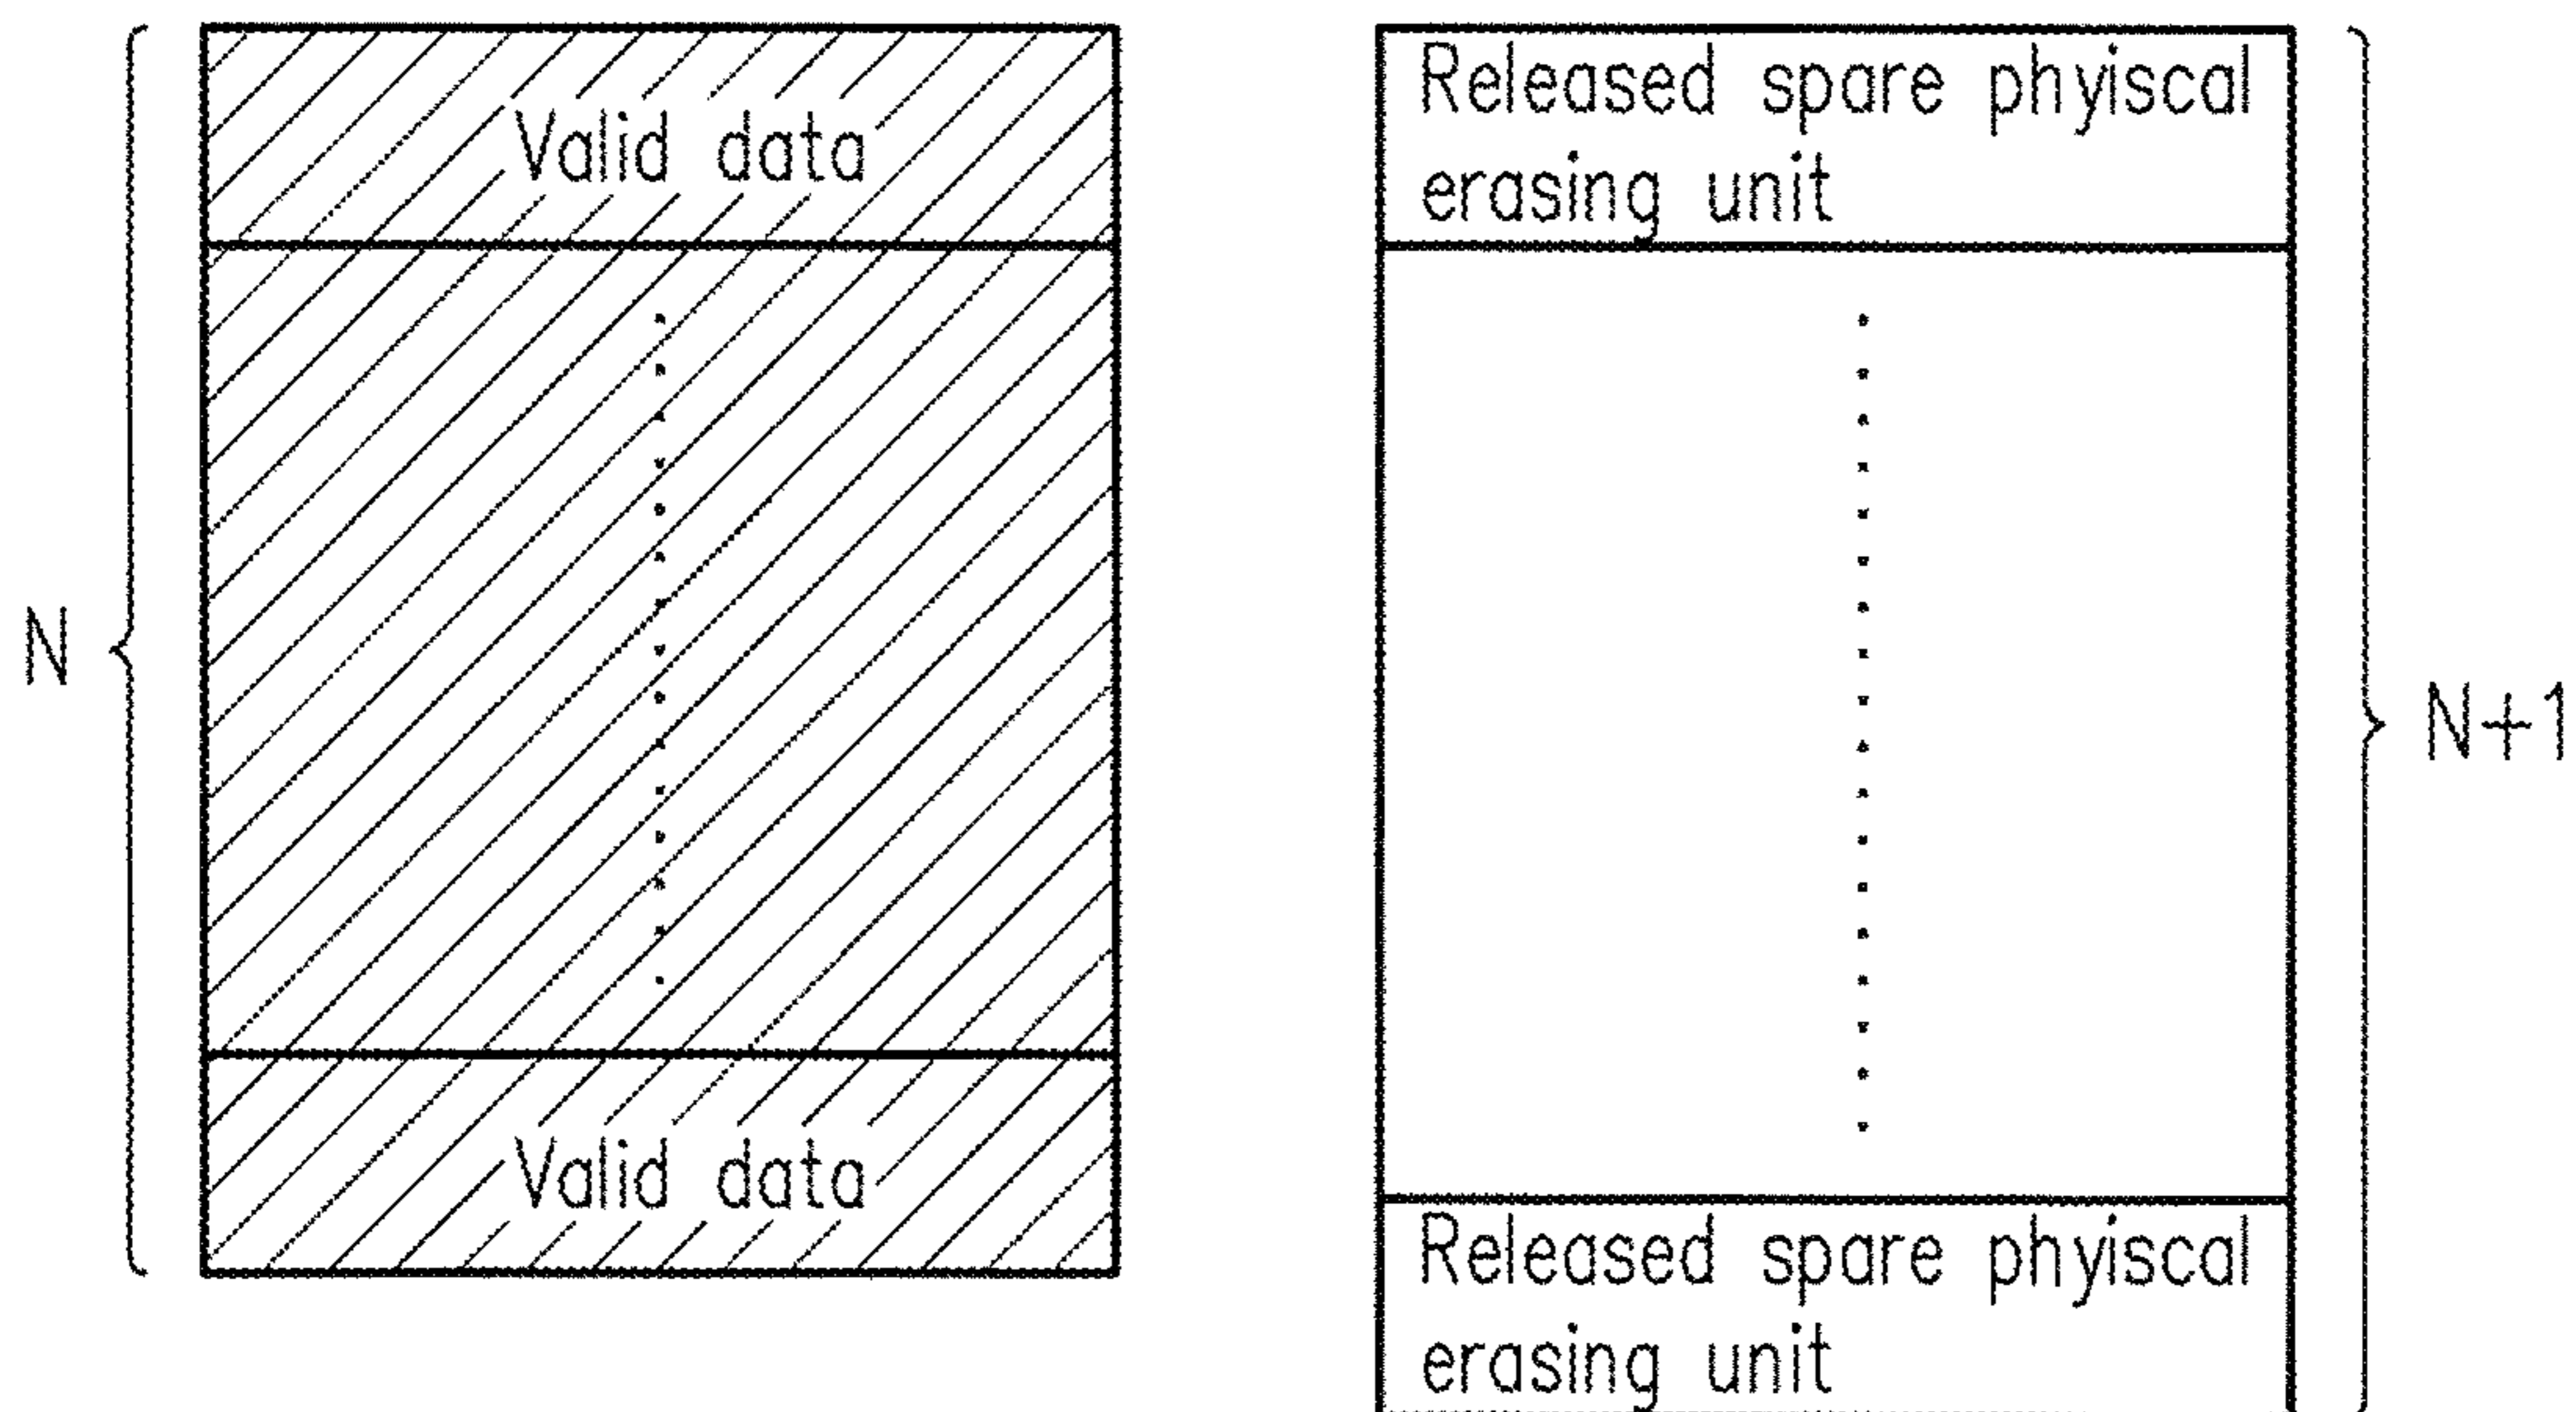 N
Valid data
Valid data
Released spare phyiscal
erasing unit
Released spare phyiscal
erasing unit
N+1